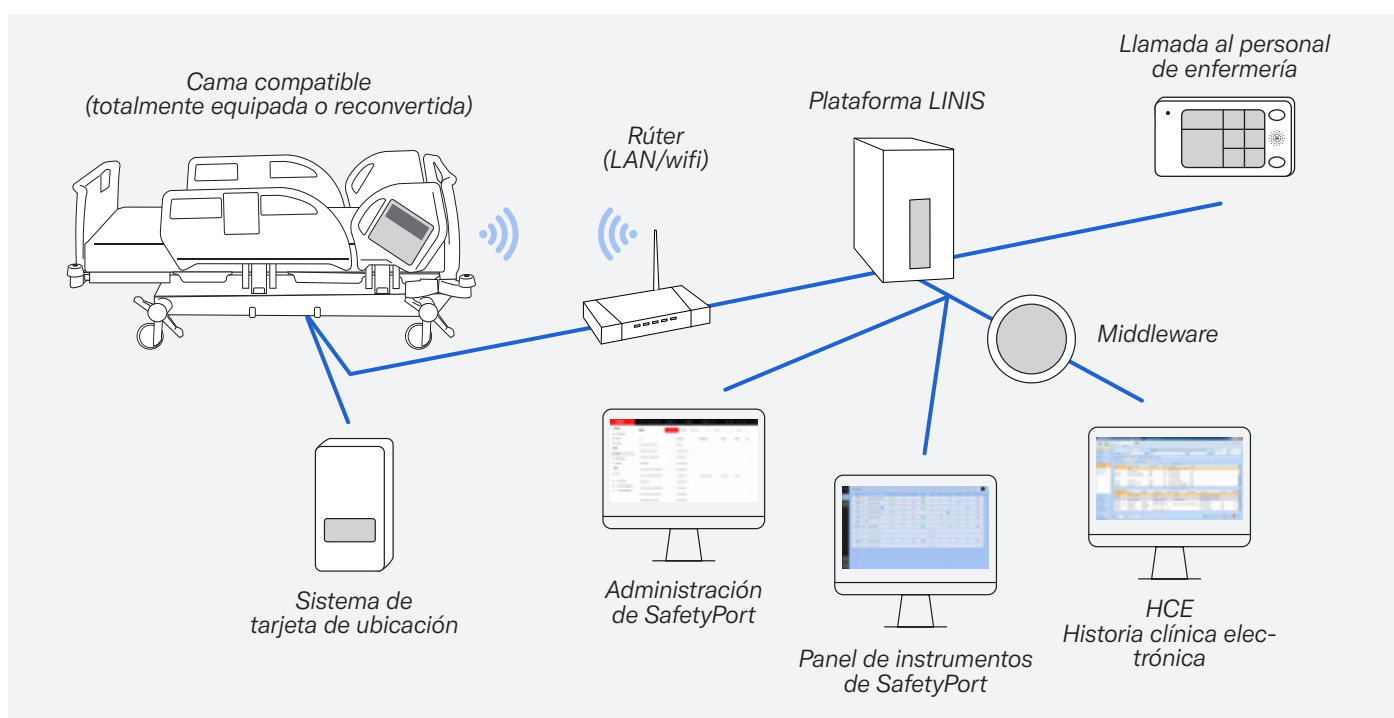 Llamada al personal
de enfermería
Cama compatible
(totalmente equipada o reconvertida)
Plataforma LINIS
Rúter
(LAN/wifi)
Middleware
Sistema de
tarjeta de ubicación
Administración
de SafetyPort
Panel de instrumentos
de SafetyPort
HCE
Historia clínica elec-
trónica